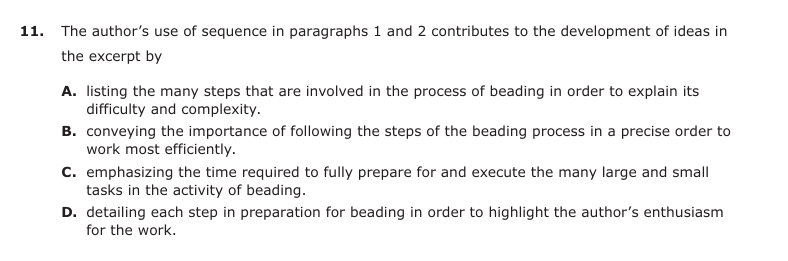 11. The author’s use of sequence in paragraphs 1 and 2 contributes to the development of ideas in
the excerpt by
A. listing the many steps that are involved in the process of beading in order to explain its
difficulty and complexity.
B. conveying the importance of following the steps of the beading process in a precise order to
work most efficiently.
C. emphasizing the time required to fully prepare for and execute the many large and small
tasks in the activity of beading.
D. detailing each step in preparation for beading in order to highlight the author’s enthusiasm
for the work.